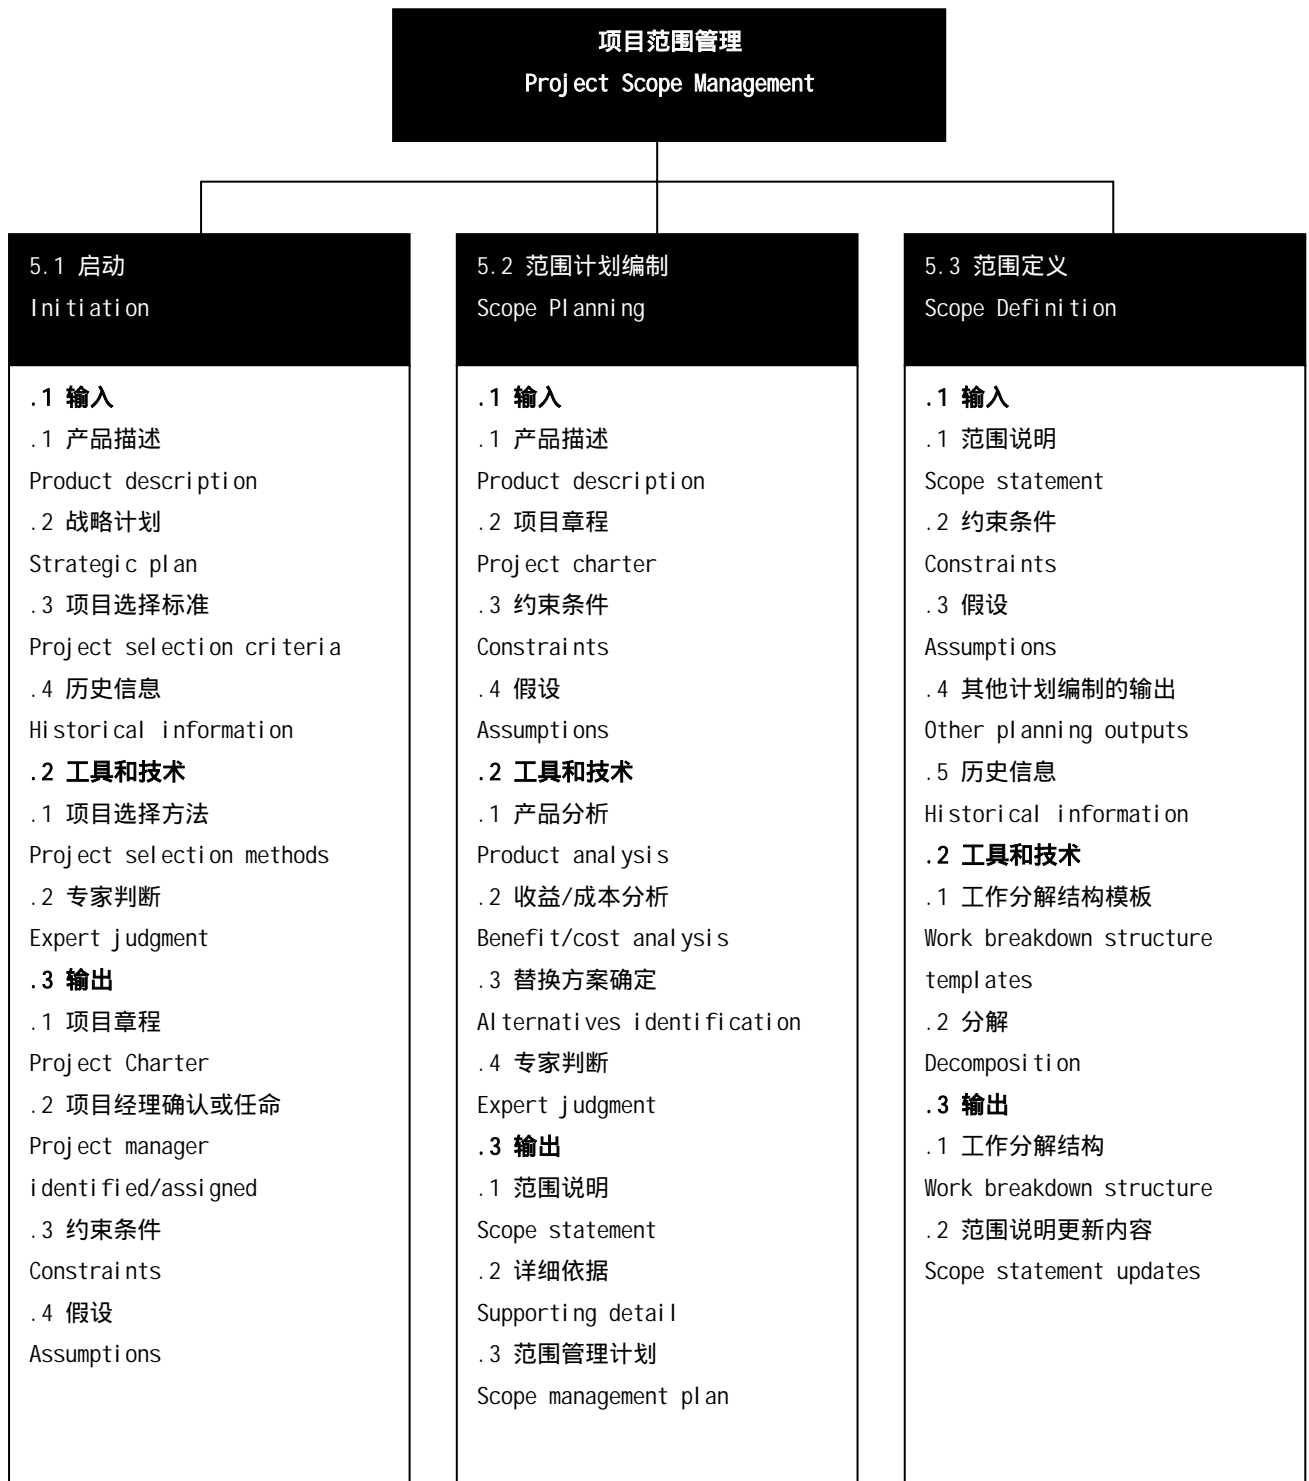 项目范围管理
Project Scope Management
5.1 启动
Initiation
.1 输入
.1 产品描述
Product description
.2 战略计划
Strategic plan
.3 项目选择标准
Project selection criteria
.4 历史信息
Historical information
.2 工具和技术
.1 项目选择方法
Project selection methods
.2 专家判断
Expert judgment
.3 输出
.1 项目章程
Project Charter
.2 项目经理确认或任命
Project manager
identified/assigned
.3 约束条件
Constraints
.4 假设
Assumptions
5.2 范围计划编制
Scope Planning
.1 输入
.1 产品描述
Product description
.2 项目章程
Project charter
.3 约束条件
Constraints
.4 假设
Assumptions
.2 工具和技术
.1 产品分析
Product analysis
.2 收益/成本分析
Benefit/cost analysis
.3 替换方案确定
Alternatives identification
.4 专家判断
Expert judgment
.3 输出
.1 范围说明
Scope statement
.2 详细依据
Supporting detail
.3 范围管理计划
Scope management plan
5.3 范围定义
Scope Definition
.1 输入
.1 范围说明
Scope statement
.2 约束条件
Constraints
.3 假设
Assumptions
.4 其他计划编制的输出
Other planning outputs
.5 历史信息
Historical information
.2 工具和技术
.1 工作分解结构模板
Work breakdown structure
templates
.2 分解
Decomposition
.3 输出
.1 工作分解结构
Work breakdown structure
.2 范围说明更新内容
Scope statement updates